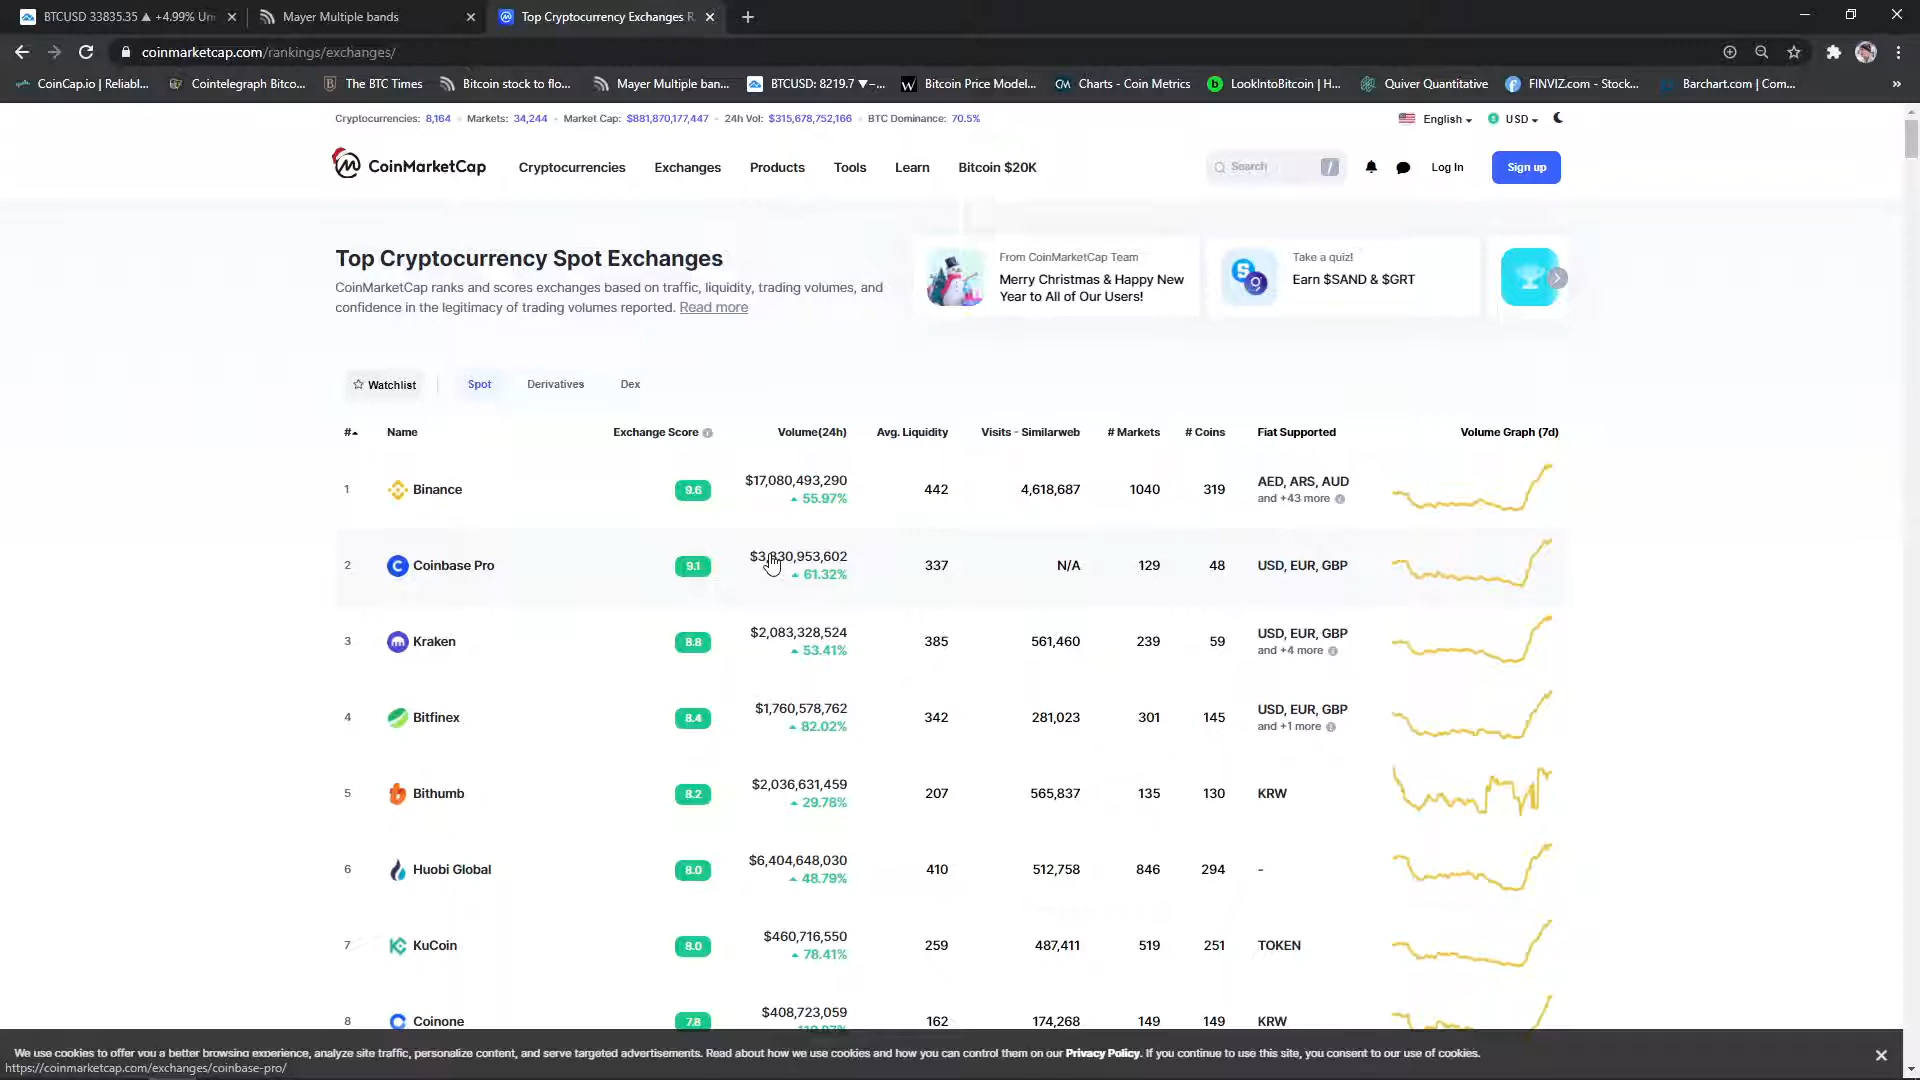 BTCUSD 33835.35 ▲ +4.99% Un
Mayer Multiple bands
Top Cryptocurrency Exchanges R
coinmarketcap.com/rankings/exchanges/
CoinCap.io | Reliabl...
Cointelegraph Bitco...
The BTC Times
Bitcoin stock to flo...
Mayer Multiple ban...
BTCUSD: 8219.7 ▼−...
Bitcoin Price Model...
Charts - Coin Metrics
LookIntoBitcoin | H...
Quiver Quantitative
FINVIZ.com - Stock...
Barchart.com | Com...
Cryptocurrencies: 8,164 Markets: 34,244 Market Cap: $881,870,177,447 24h Vol: $315,678,752,166 BTC Dominance: 70.5%
English USD
CoinMarketCap
Cryptocurrencies Exchanges Products Tools Learn Bitcoin $20K
Search /
Log In
Sign up
Top Cryptocurrency Spot Exchanges
CoinMarketCap ranks and scores exchanges based on traffic, liquidity, trading volumes, and
confidence in the legitimacy of trading volumes reported. Read more
From CoinMarketCap Team
Merry Christmas & Happy New
Year to All of Our Users!
Take a quiz!
Earn $SAND & $GRT
Watchlist Spot Derivatives Dex
# Name Exchange Score Volume(24h) Avg. Liquidity Visits - Similarweb # Markets # Coins Fiat Supported Volume Graph (7d)
1 Binance 9.6 $17,080,493,290 442 4,618,687 1040 319 AED, ARS, AUD
55.97% and +43 more
2 Coinbase Pro 9.1 $3,830,953,602 337 N/A 129 48 USD, EUR, GBP
61.32%
3 Kraken 8.8 $2,083,328,524 385 561,460 239 59 USD, EUR, GBP
53.41% and +4 more
4 Bitfinex 8.4 $1,760,578,762 342 281,023 301 145 USD, EUR, GBP
82.02% and +1 more
5 Bithumb 8.2 $2,036,631,459 207 565,837 135 130 KRW
29.78%
6 Huobi Global 8.0 $6,404,648,030 410 512,758 846 294 -
48.79%
7 KuCoin 8.0 $460,716,550 259 487,411 519 251 TOKEN
78.41%
8 Coinone 7.8 $408,723,059 162 174,268 149 149 KRW
We use cookies to offer you a better browsing experience, analyze site traffic, personalize content, and serve targeted advertisements. Read about how we use cookies and how you can control them on our Privacy Policy. If you continue to use this site, you consent to our use of cookies.
https://coinmarketcap.com/exchanges/coinbase-pro/